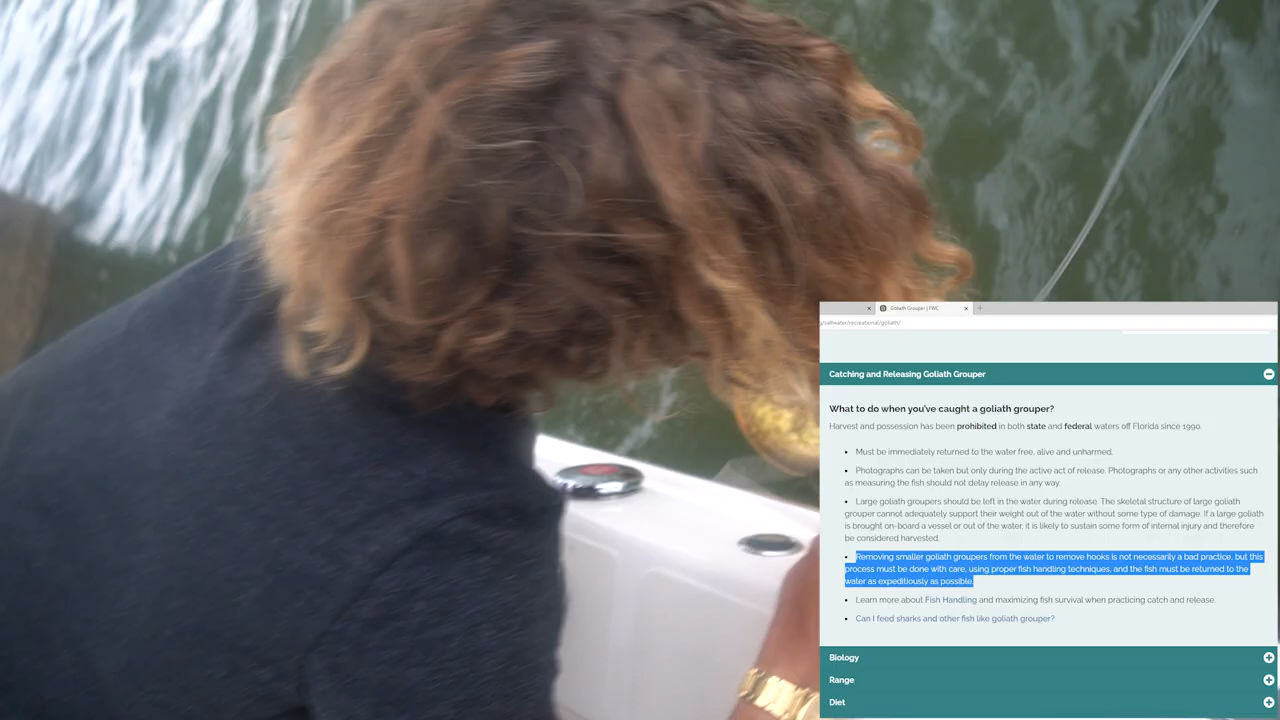 Goliath Grouper | FWC
g/saltwater/recreational/goliath/
Catching and Releasing Goliath Grouper
What to do when you've caught a goliath grouper?
Harvest and possession has been prohibited in both state and federal waters off Florida since 1990.
• Must be immediately returned to the water free, alive and unharmed.
• Photographs can be taken but only during the active act of release. Photographs or any other activities such
as measuring the fish should not delay release in any way.
• Large goliath groupers should be left in the water during release. The skeletal structure of large goliath
grouper cannot adequately support their weight out of the water without some type of damage. If a large goliath
is brought on-board a vessel or out of the water, it is likely to sustain some form of internal injury and therefore
be considered harvested.
• Removing smaller goliath groupers from the water to remove hooks is not necessarily a bad practice, but this
process must be done with care, using proper fish handling techniques, and the fish must be returned to the
water as expeditiously as possible.
• Learn more about Fish Handling and maximizing fish survival when practicing catch and release.
• Can I feed sharks and other fish like goliath grouper?
Biology
Range
Diet